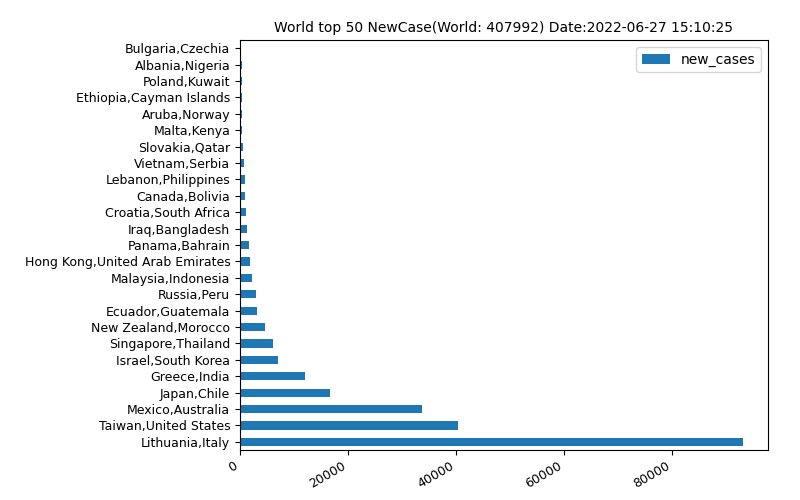 World top 50 NewCase(World: 407992) Date:2022-06-27 15:10:25
new_cases
Bulgaria,Czechia
Albania,Nigeria
Poland,Kuwait
Ethiopia,Cayman Islands
Aruba,Norway
Malta,Kenya
Slovakia,Qatar
Vietnam,Serbia
Lebanon,Philippines
Canada,Bolivia
Croatia,South Africa
Iraq,Bangladesh
Panama,Bahrain
Hong Kong,United Arab Emirates
Malaysia,Indonesia
Russia,Peru
Ecuador,Guatemala
New Zealand,Morocco
Singapore,Thailand
Israel,South Korea
Greece,India
Japan,Chile
Mexico,Australia
Taiwan,United States
Lithuania,Italy
0
20000
40000
60000
80000